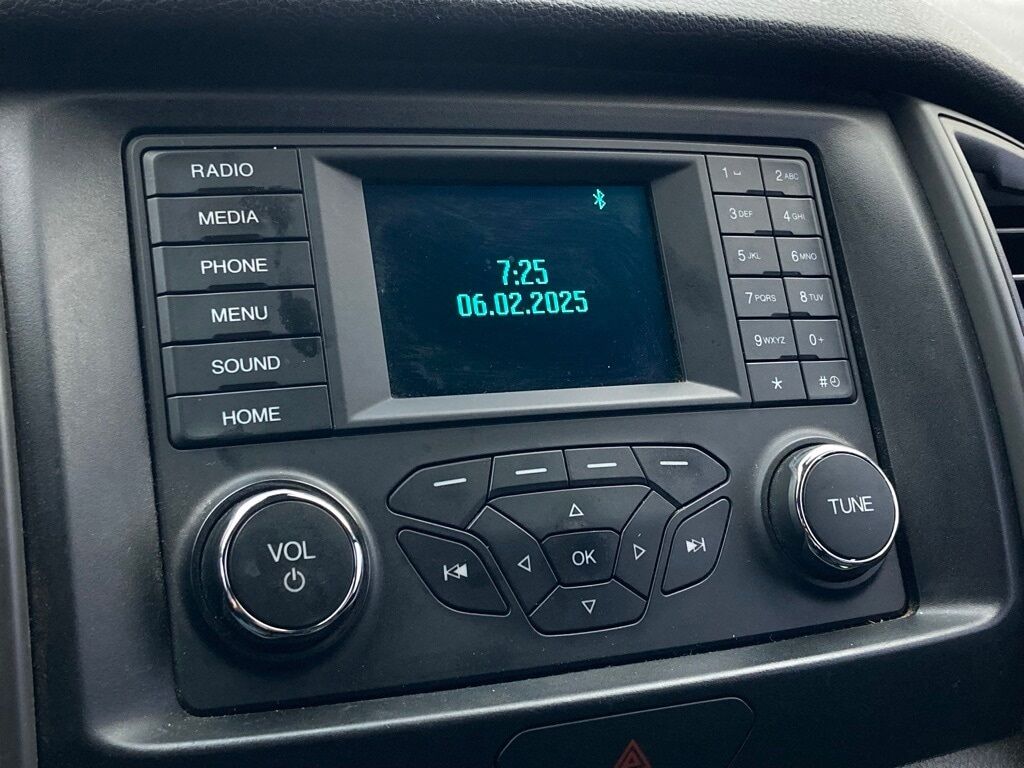 RADIO
MEDIA
PHONE
MENU
SOUND
HOME
7:25
06.02.2025
1
2 ABC
3 DEF
4 GHI
5 JKL
6 MNO
7 PQRS
8 TUV
9 WXYZ
0 +
*
#
VOL
OK
TUNE